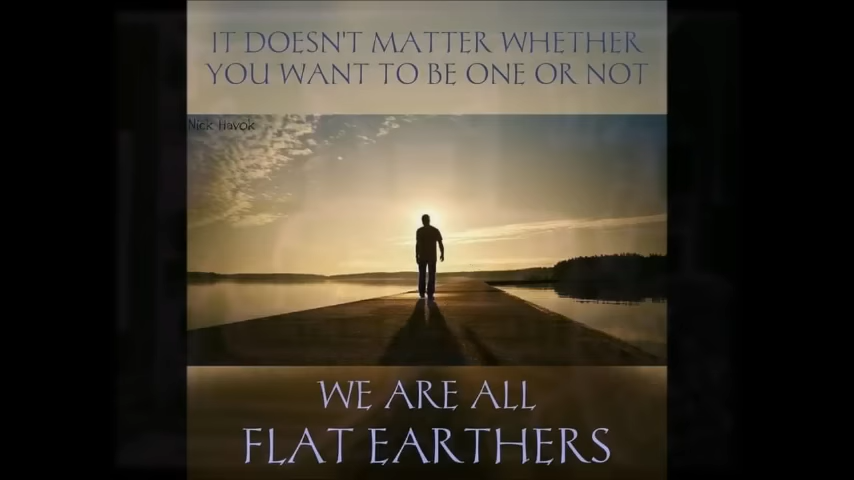 IT DOESN'T MATTER WHETHER
YOU WANT TO BE ONE OR NOT
Nick Havok
WE ARE ALL
FLAT EARTHERS